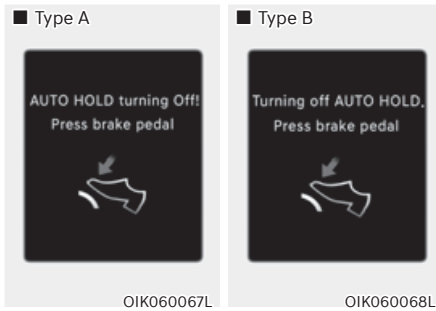 ■ Type A
AUTO HOLD turning Off!
Press brake pedal
OIK060067L
■ Type B
Turning off AUTO HOLD.
Press brake pedal
OIK060068L